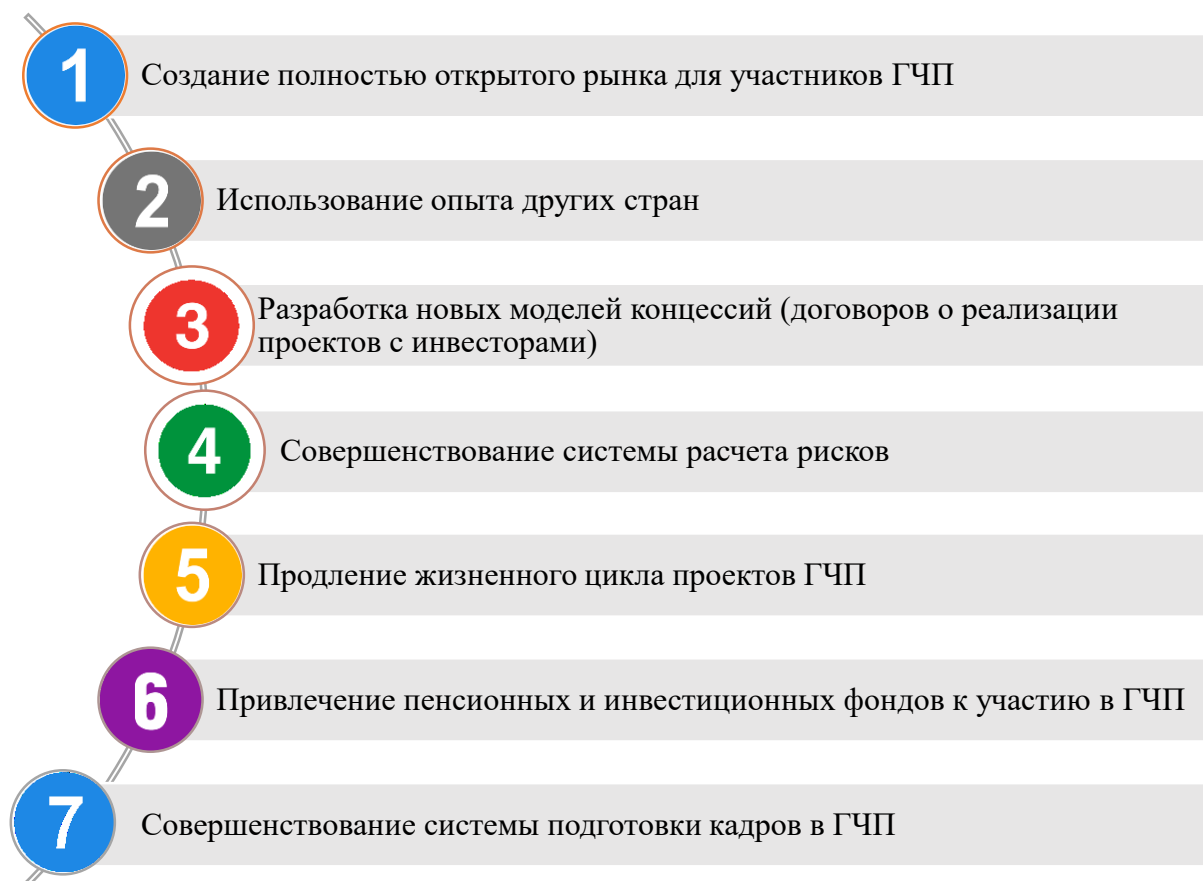 1
Создание полностью открытого рынка для участников ГЧП
2
Использование опыта других стран
3
Разработка новых моделей концессий (договоров о реализации
проектов с инвесторами)
4
Совершенствование системы расчета рисков
5
Продление жизненного цикла проектов ГЧП
6
Привлечение пенсионных и инвестиционных фондов к участию в ГЧП
7
Совершенствование системы подготовки кадров в ГЧП